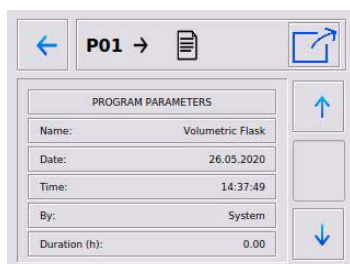 P01 →
PROGRAM PARAMETERS
Name: Volumetric Flask
Date: 26.05.2020
Time: 14:37:49
By: System
Duration (h): 0.00